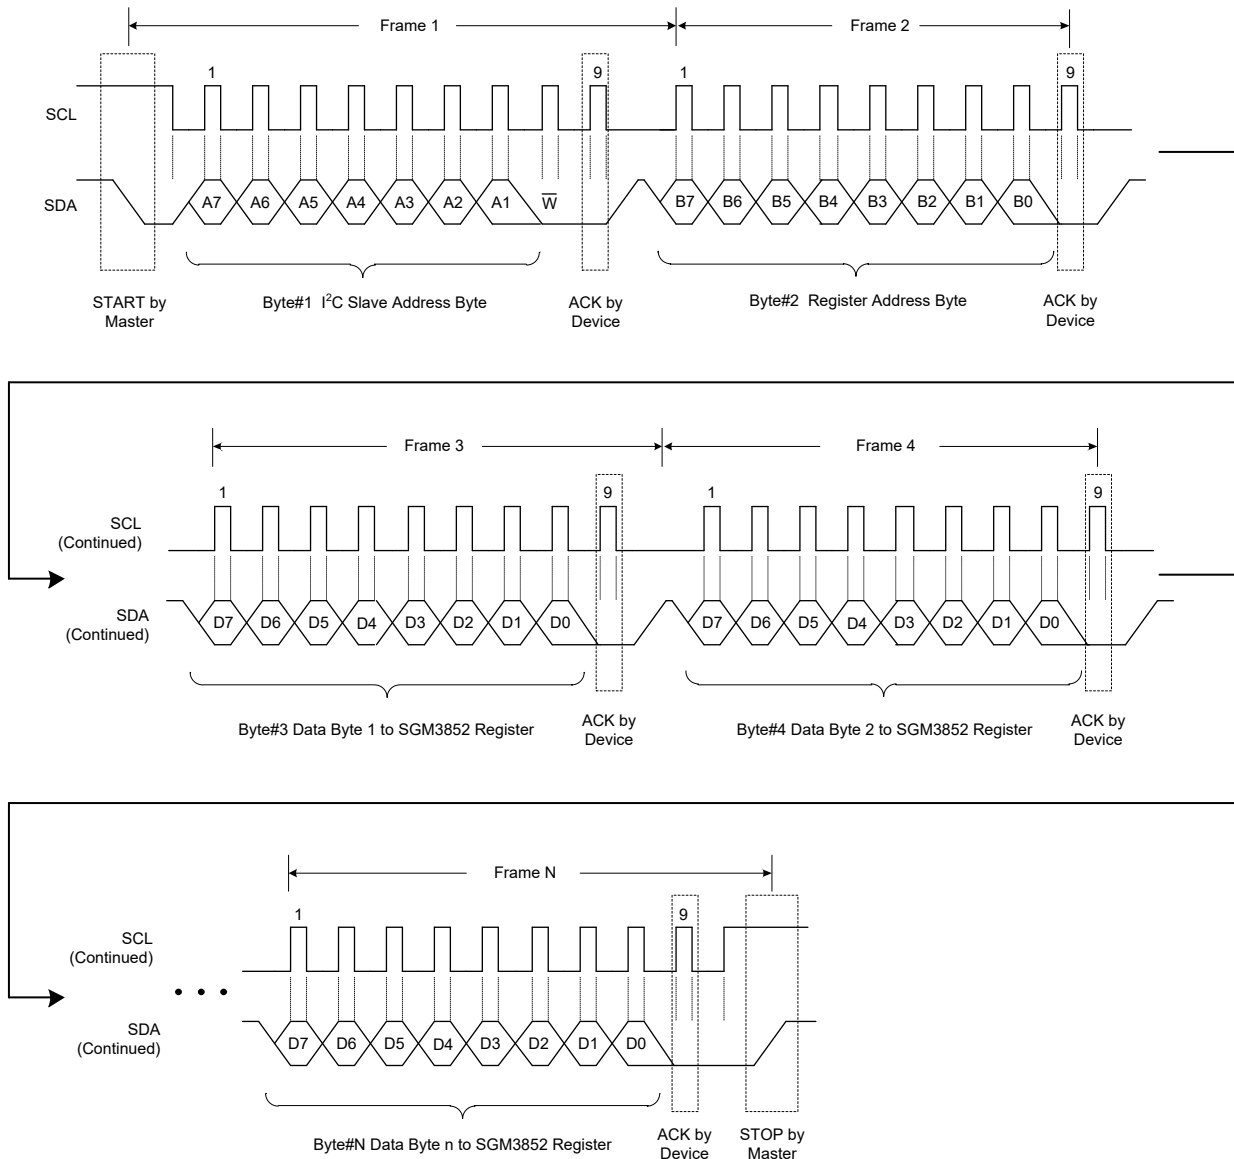 Frame 1
Frame 2
1
9
1
9
SCL
SDA
A7 A6 A5 A4 A3 A2 A1 W̅
B7 B6 B5 B4 B3 B2 B1 B0
START by
Master
Byte#1 I²C Slave Address Byte
ACK by
Device
Byte#2 Register Address Byte
ACK by
Device
Frame 3
Frame 4
1
9
1
9
SCL
(Continued)
SDA
(Continued)
D7 D6 D5 D4 D3 D2 D1 D0
D7 D6 D5 D4 D3 D2 D1 D0
Byte#3 Data Byte 1 to SGM3852 Register
ACK by
Device
Byte#4 Data Byte 2 to SGM3852 Register
ACK by
Device
Frame N
1
9
SCL
(Continued)
• • •
SDA
(Continued)
D7 D6 D5 D4 D3 D2 D1 D0
Byte#N Data Byte n to SGM3852 Register
ACK by
Device
STOP by
Master